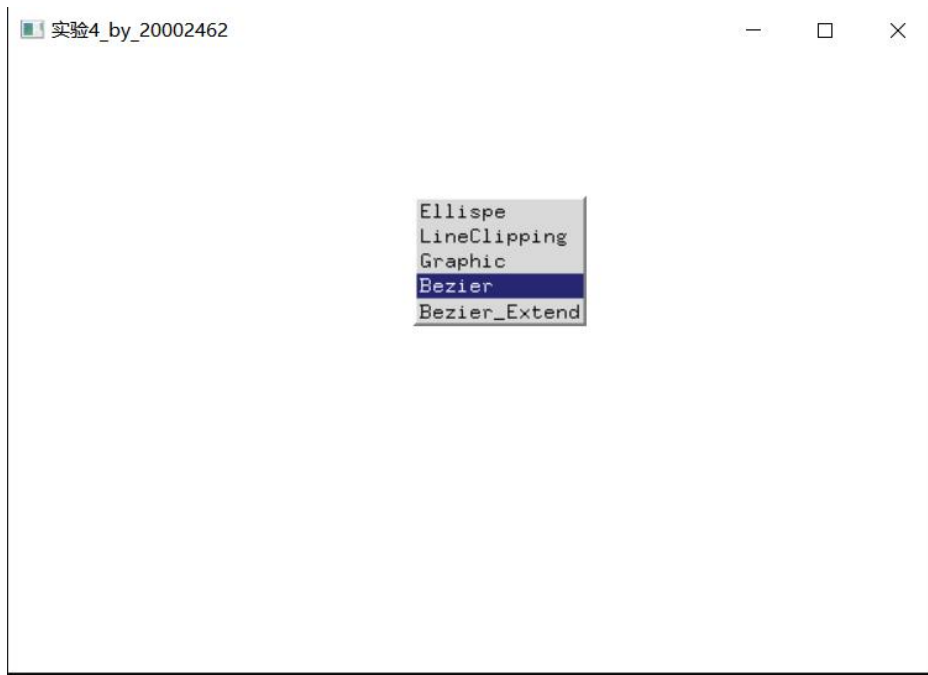 实验4_by_20002462
Ellispe
LineClipping
Graphic
Bezier
Bezier_Extend